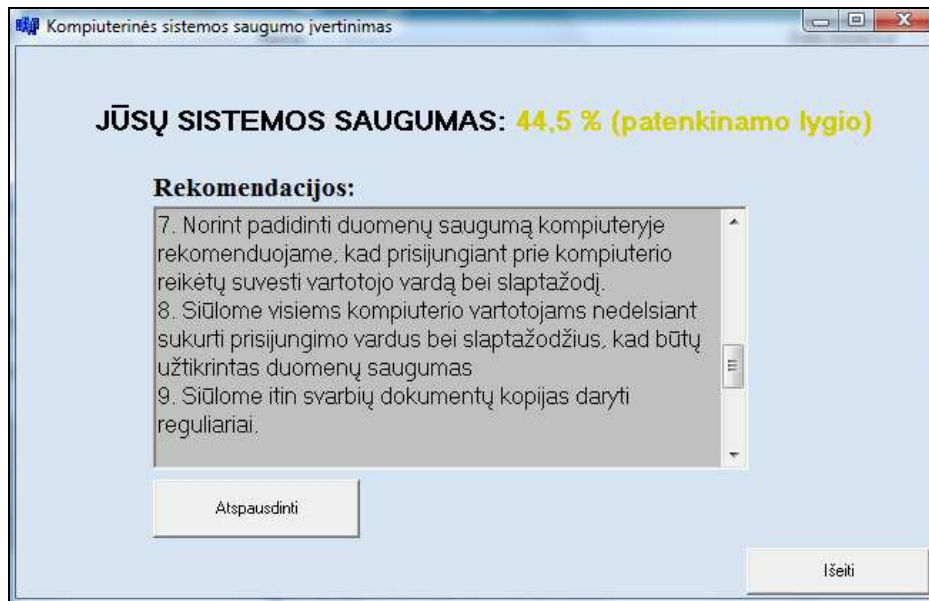 Kompiuterinės sistemos saugumo įvertinimas
JŪSŲ SISTEMOS SAUGUMAS: 44,5 % (patenkinamo lygio)
Rekomendacijos:
7. Norint padidinti duomenų saugumą kompiuteryje
rekomenduojame, kad prisijungiant prie kompiuterio
reikėtų suvesti vartotojo vardą bei slaptažodį.
8. Siūlome visiems kompiuterio vartotojams nedelsiant
sukurti prisijungimo vardus bei slaptažodžius, kad būtų
užtikrintas duomenų saugumas
9. Siūlome itin svarbių dokumentų kopijas daryti
reguliariai.
Atspausdinti
Išeiti